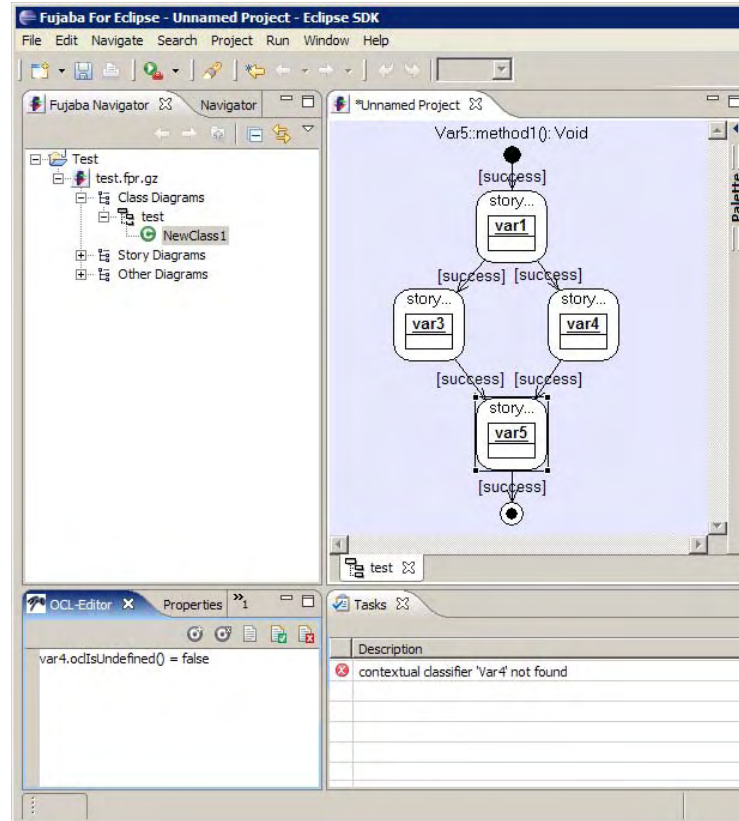 Fujaba For Eclipse - Unnamed Project - Eclipse SDK
File Edit Navigate Search Project Run Window Help
Fujaba Navigator
Navigator
Test
test.fpr.gz
Class Diagrams
test
NewClass1
Story Diagrams
Other Diagrams
*Unnamed Project
Var5::method1(): Void
[success]
story...
var1
[success] [success]
story... story...
var3 var4
[success] [success]
story...
var5
[success]
Palette
test
OCL-Editor
Properties
»1
var4.oclIsUndefined() = false
Tasks
Description
contextual classifier 'Var4' not found